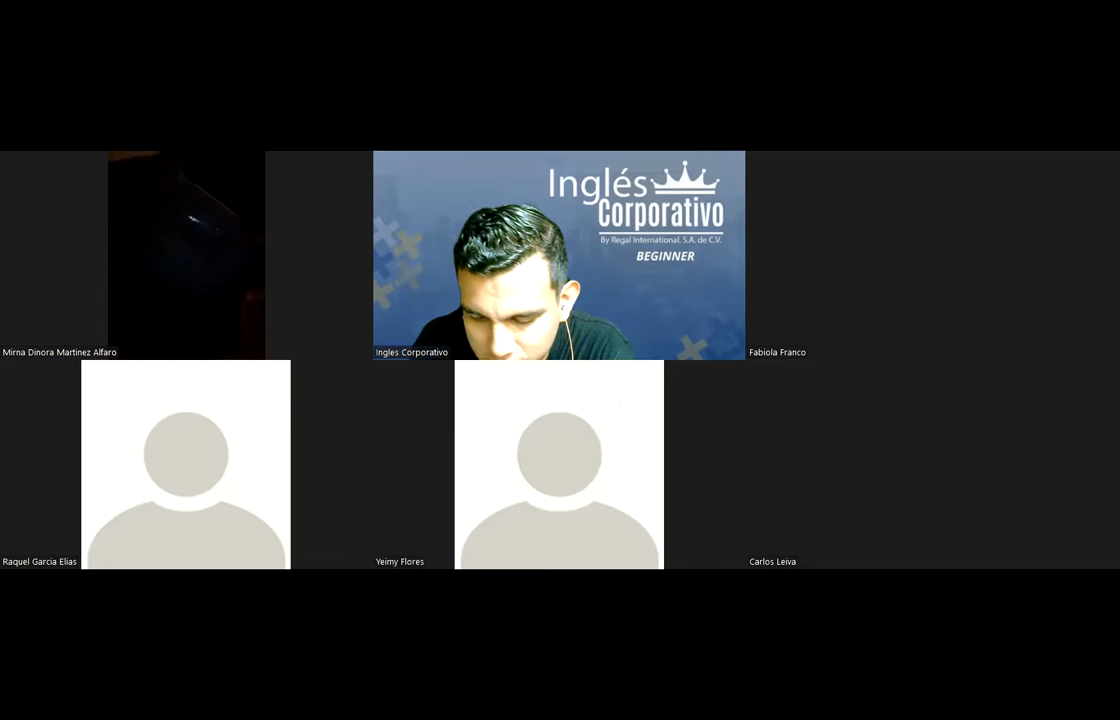 Inglés
Corporativo
By Regal International, S.A. de C.V.
BEGINNER
Mirna Dinora Martinez Alfaro
Ingles Corporativo
Fabiola Franco
Raquel Garcia Elias
Yeimy Flores
Carlos Leiva